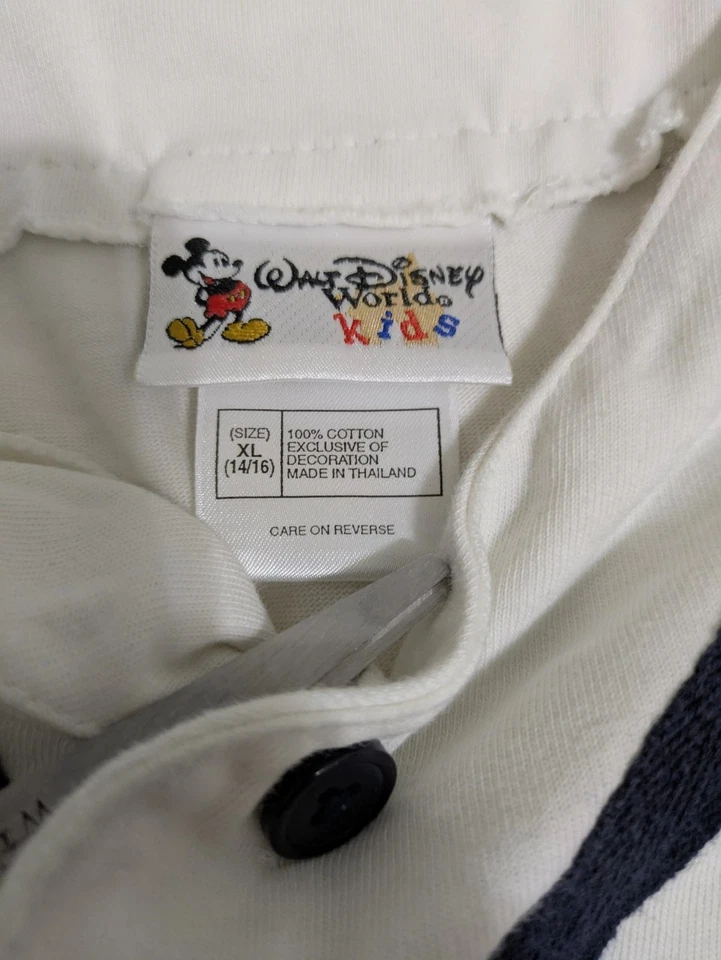 Walt Disney
World®
Kids
(SIZE)
XL
(14/16)
100% COTTON
EXCLUSIVE OF
DECORATION
MADE IN THAILAND
CARE ON REVERSE